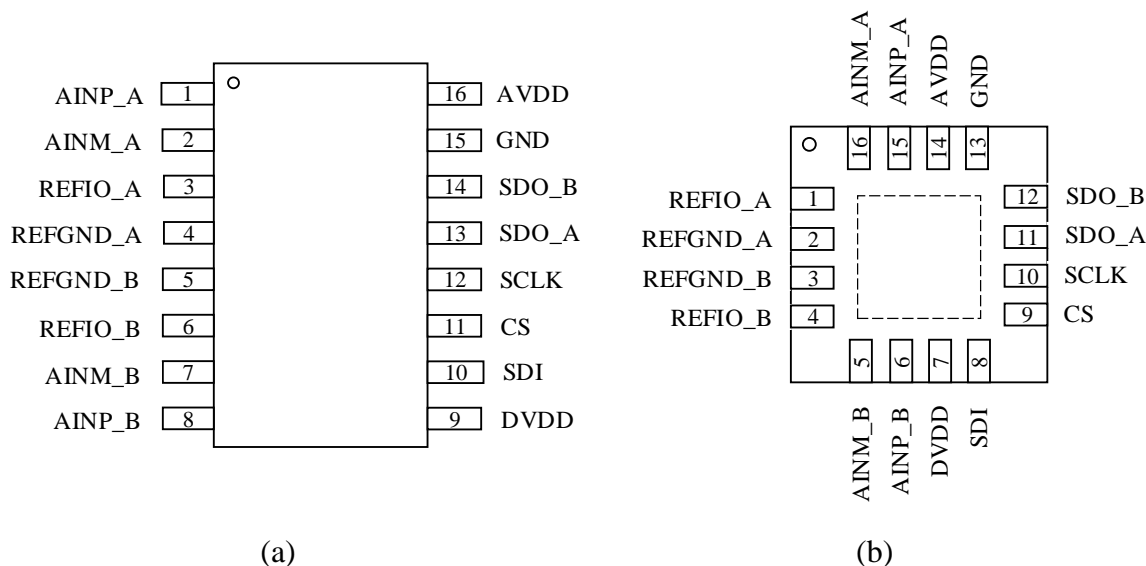 AINP_A 1 16 AVDD
AINM_A 2 15 GND
REFIO_A 3 14 SDO_B
REFGND_A 4 13 SDO_A
REFGND_B 5 12 SCLK
REFIO_B 6 11 CS
AINM_B 7 10 SDI
AINP_B 8 9 DVDD
(a)
AINM_A AINP_A AVDD GND
16 15 14 13
REFIO_A 1 12 SDO_B
REFGND_A 2 11 SDO_A
REFGND_B 3 10 SCLK
REFIO_B 4 9 CS
5 6 7 8
AINM_B AINP_B DVDD SDI
(b)